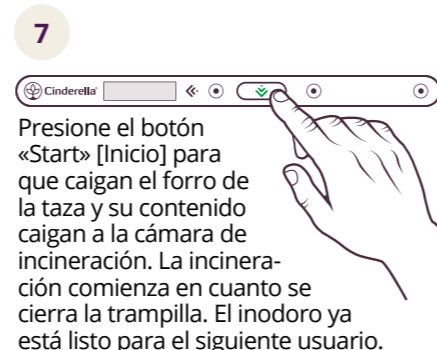 7
Cinderella
Presione el botón
«Start» [Inicio] para
que caigan el forro de
la taza y su contenido
caigan a la cámara de
incineración. La incinera-
ción comienza en cuanto se
cierra la trampilla. El inodoro ya
está listo para el siguiente usuario.